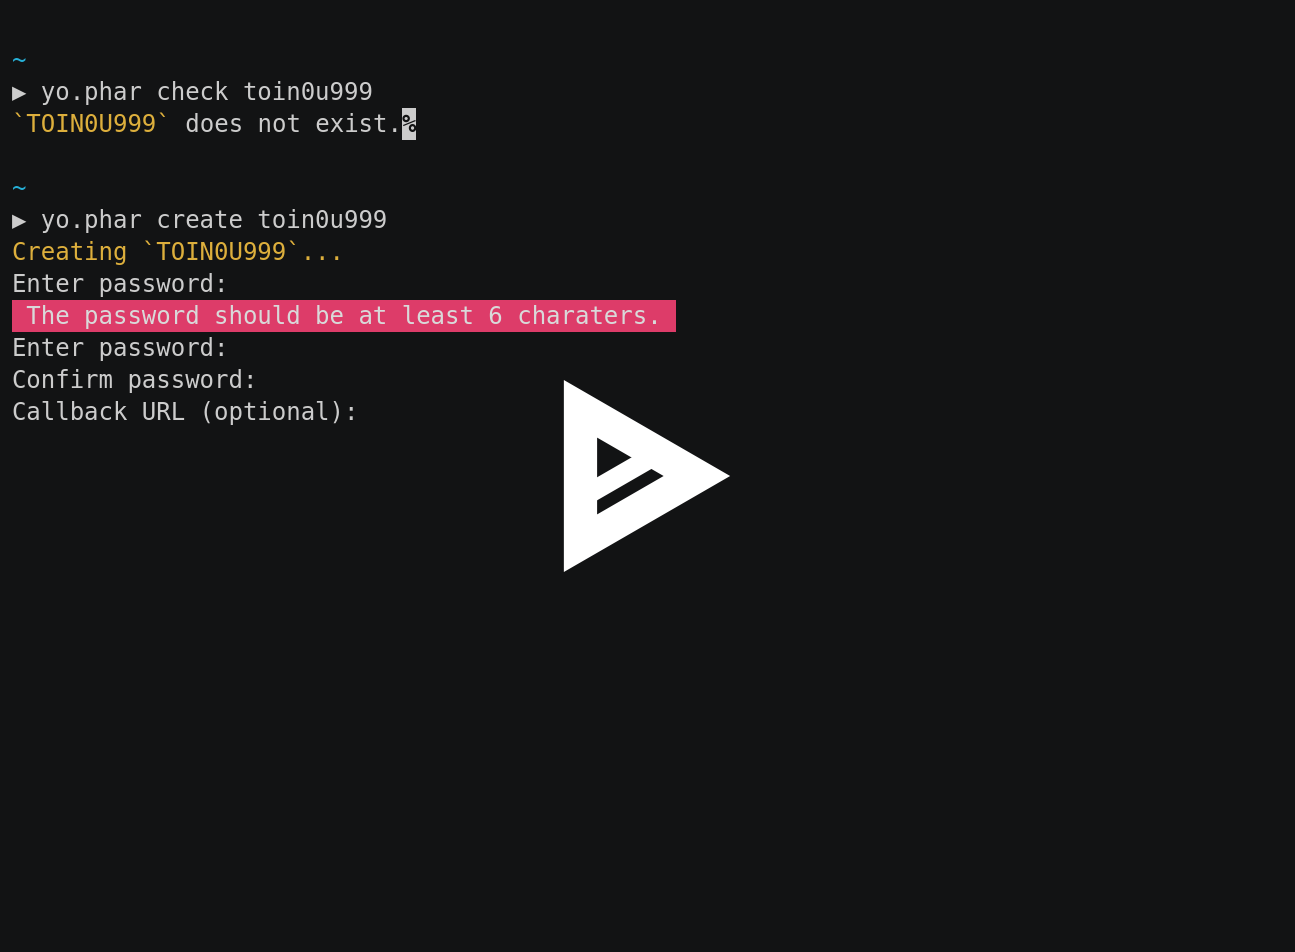 ~
▶ yo.phar check toin0u999
`TOIN0U999` does not exist.%
~
▶ yo.phar create toin0u999
Creating `TOIN0U999`...
Enter password:
The password should be at least 6 charaters.
Enter password:
Confirm password:
Callback URL (optional):